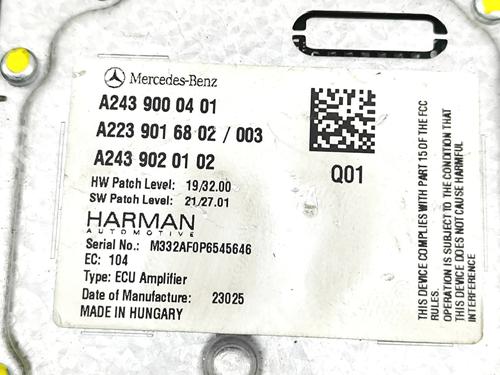 Mercedes-Benz
A243 900 04 01
A223 901 68 02 / 003
A243 902 01 02
Q01
HW Patch Level: 19/32.00
SW Patch Level: 21/27.01
HARMAN
AUTOMOTIVE
Serial No.: M332AF0P6545646
EC: 104
Type: ECU Amplifier
Date of Manufacture: 23025
MADE IN HUNGARY
THIS DEVICE COMPLIES WITH PART 15 OF THE FCC
RULES.
OPERATION IS SUBJECT TO THE CONDITION THAT
THIS DEVICE DOES NOT CAUSE HARMFUL
INTERFERENCE.